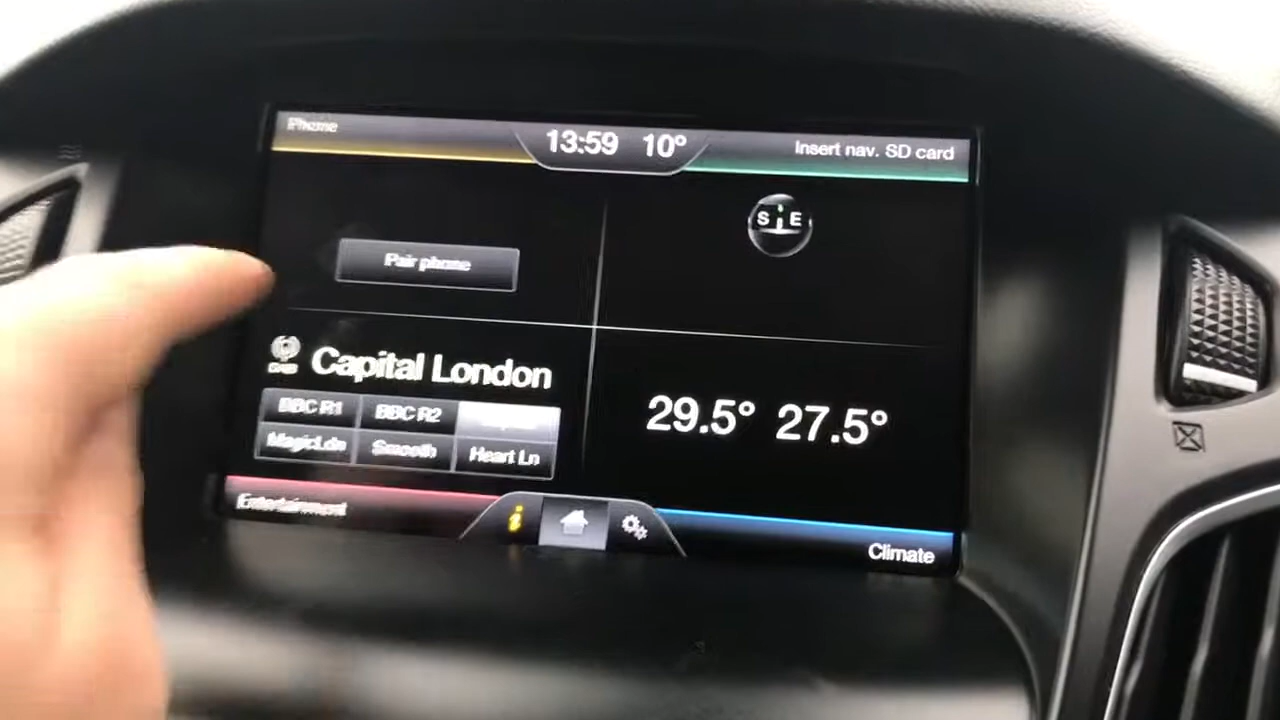 Phone
13:59 10°
Insert nav. SD card
S E
Pair phone
Capital London
BBC R1 BBC R2
MagicLdn Smooth Heart Ln
29.5° 27.5°
Entertainment
i
Climate